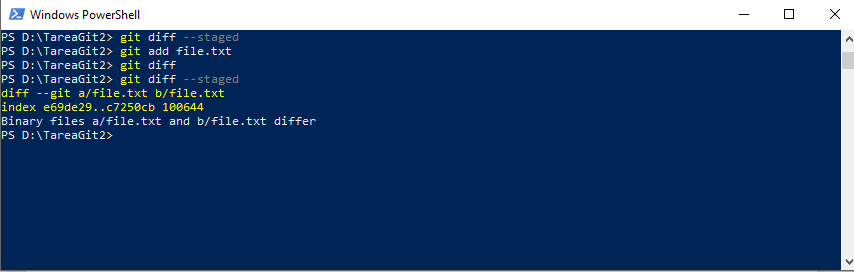 Windows PowerShell
PS D:\TareaGit2> git diff --staged
PS D:\TareaGit2> git add file.txt
PS D:\TareaGit2> git diff
PS D:\TareaGit2> git diff --staged
diff --git a/file.txt b/file.txt
index e69de29..c7250cb 100644
Binary files a/file.txt and b/file.txt differ
PS D:\TareaGit2>